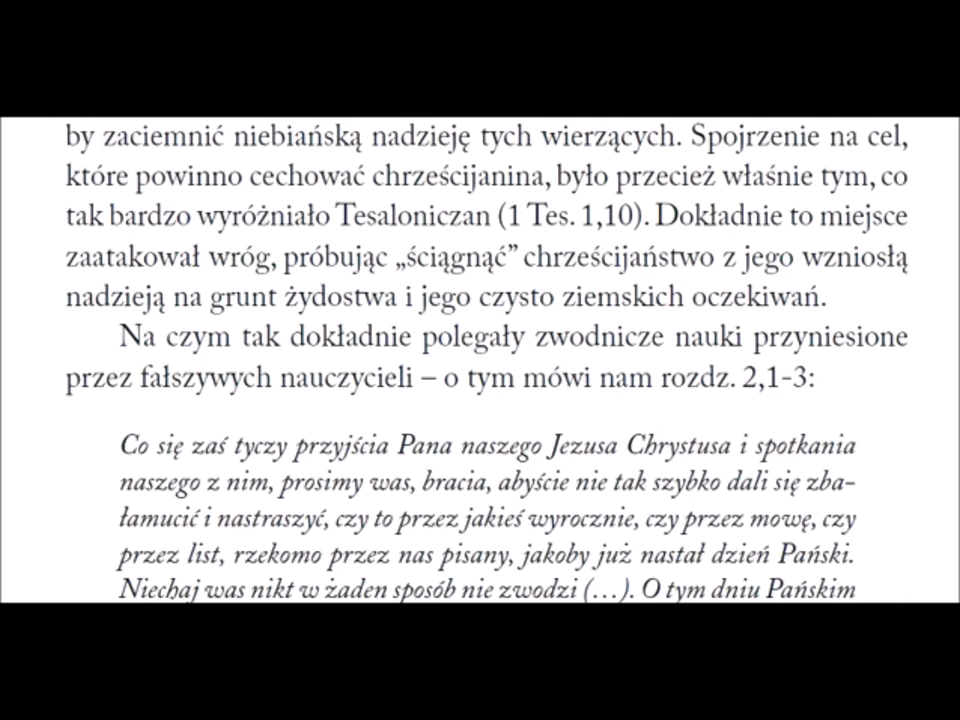 by zaciemnić niebiańską nadzieję tych wierzących. Spojrzenie na cel,
które powinno cechować chrześcijanina, było przecież właśnie tym, co
tak bardzo wyróżniało Tesaloniczan (1 Tes. 1,10). Dokładnie to miejsce
zaatakował wróg, próbując „ściągnąć” chrześcijaństwo z jego wzniosłą
nadzieją na grunt żydostwa i jego czysto ziemskich oczekiwań.
Na czym tak dokładnie polegały zwodnicze nauki przyniesione
przez fałszywych nauczycieli – o tym mówi nam rozdz. 2,1-3:
Co się zaś tyczy przyjścia Pana naszego Jezusa Chrystusa i spotkania
naszego z nim, prosimy was, bracia, abyście nie tak szybko dali się zba-
łamucić i nastraszyć, czy to przez jakieś wyrocznie, czy przez mowę, czy
przez list, rzekomo przez nas pisany, jakoby już nastał dzień Pański.
Niechaj was nikt w żaden sposób nie zwodzi (…). O tym dniu Pańskim